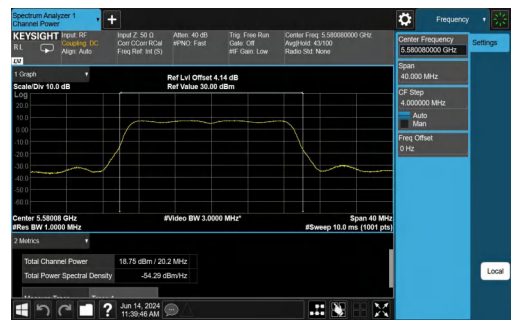 Spectrum Analyzer 1
Channel Power
Frequency
KEYSIGHT
RL
Input: RF
Coupling: DC
Align: Auto
Input Z: 50 Ω
Corr CCorr RCal
Freq Ref: Int (S)
Atten: 40 dB
#PNO: Fast
Trig: Free Run
Gate: Off
#IF Gain: Low
Center Freq: 5.580080000 GHz
Avg|Hold: 43/100
Radio Std: None
LXI
1 Graph
Scale/Div 10.0 dB
Ref Lvl Offset 4.14 dB
Ref Value 30.00 dBm
Log
20.0
10.0
0.00
-10.0
-20.0
-30.0
-40.0
-50.0
-60.0
Center 5.58008 GHz
#Res BW 1.0000 MHz
#Video BW 3.0000 MHz*
Span 40 MHz
#Sweep 10.0 ms (1001 pts)
2 Metrics
Total Channel Power 18.75 dBm / 20.2 MHz
Total Power Spectral Density -54.29 dBm/Hz
Jun 14, 2024
11:39:46 AM
Center Frequency
5.580080000 GHz
Span
40.000 MHz
CF Step
4.000000 MHz
Auto
Man
Freq Offset
0 Hz
Settings
Local